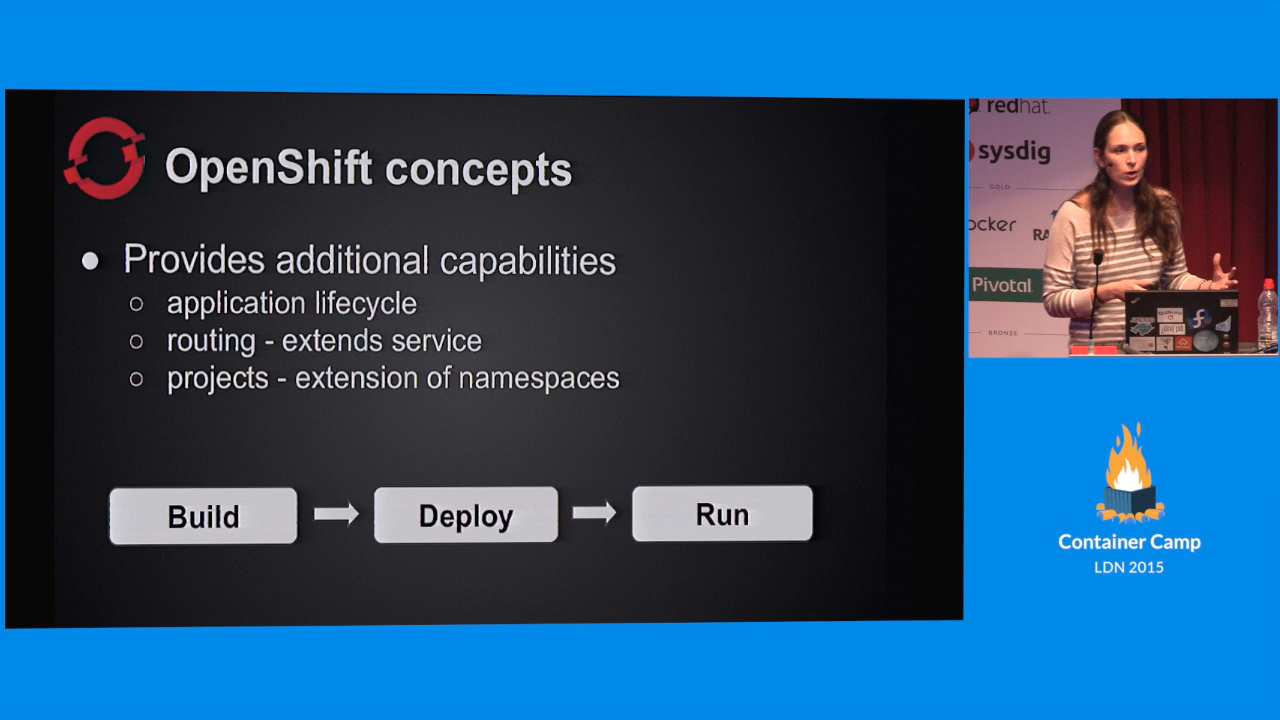 OpenShift concepts
Provides additional capabilities
application lifecycle
routing - extends service
projects - extension of namespaces
Build
Deploy
Run
redhat.
sysdig
GOLD
ocker
RA
Pivotal
BRONZE
Container Camp
LDN 2015